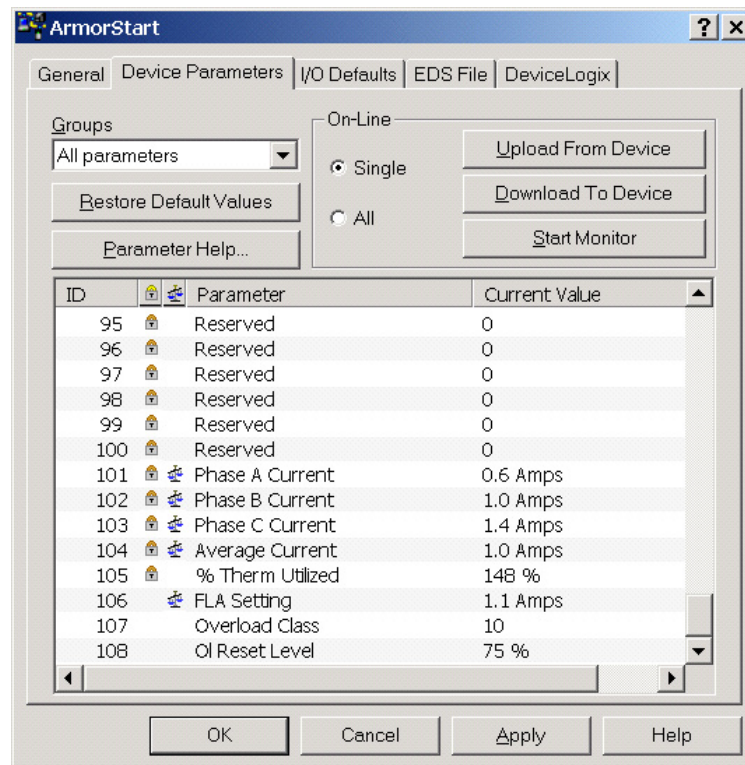 ArmorStart
General Device Parameters I/O Defaults EDS File DeviceLogix
Groups
All parameters
Restore Default Values
Parameter Help...
On-Line
Single
All
Upload From Device
Download To Device
Start Monitor
ID Parameter Current Value
95 Reserved 0
96 Reserved 0
97 Reserved 0
98 Reserved 0
99 Reserved 0
100 Reserved 0
101 Phase A Current 0.6 Amps
102 Phase B Current 1.0 Amps
103 Phase C Current 1.4 Amps
104 Average Current 1.0 Amps
105 % Therm Utilized 148 %
106 FLA Setting 1.1 Amps
107 Overload Class 10
108 Ol Reset Level 75 %
OK Cancel Apply Help